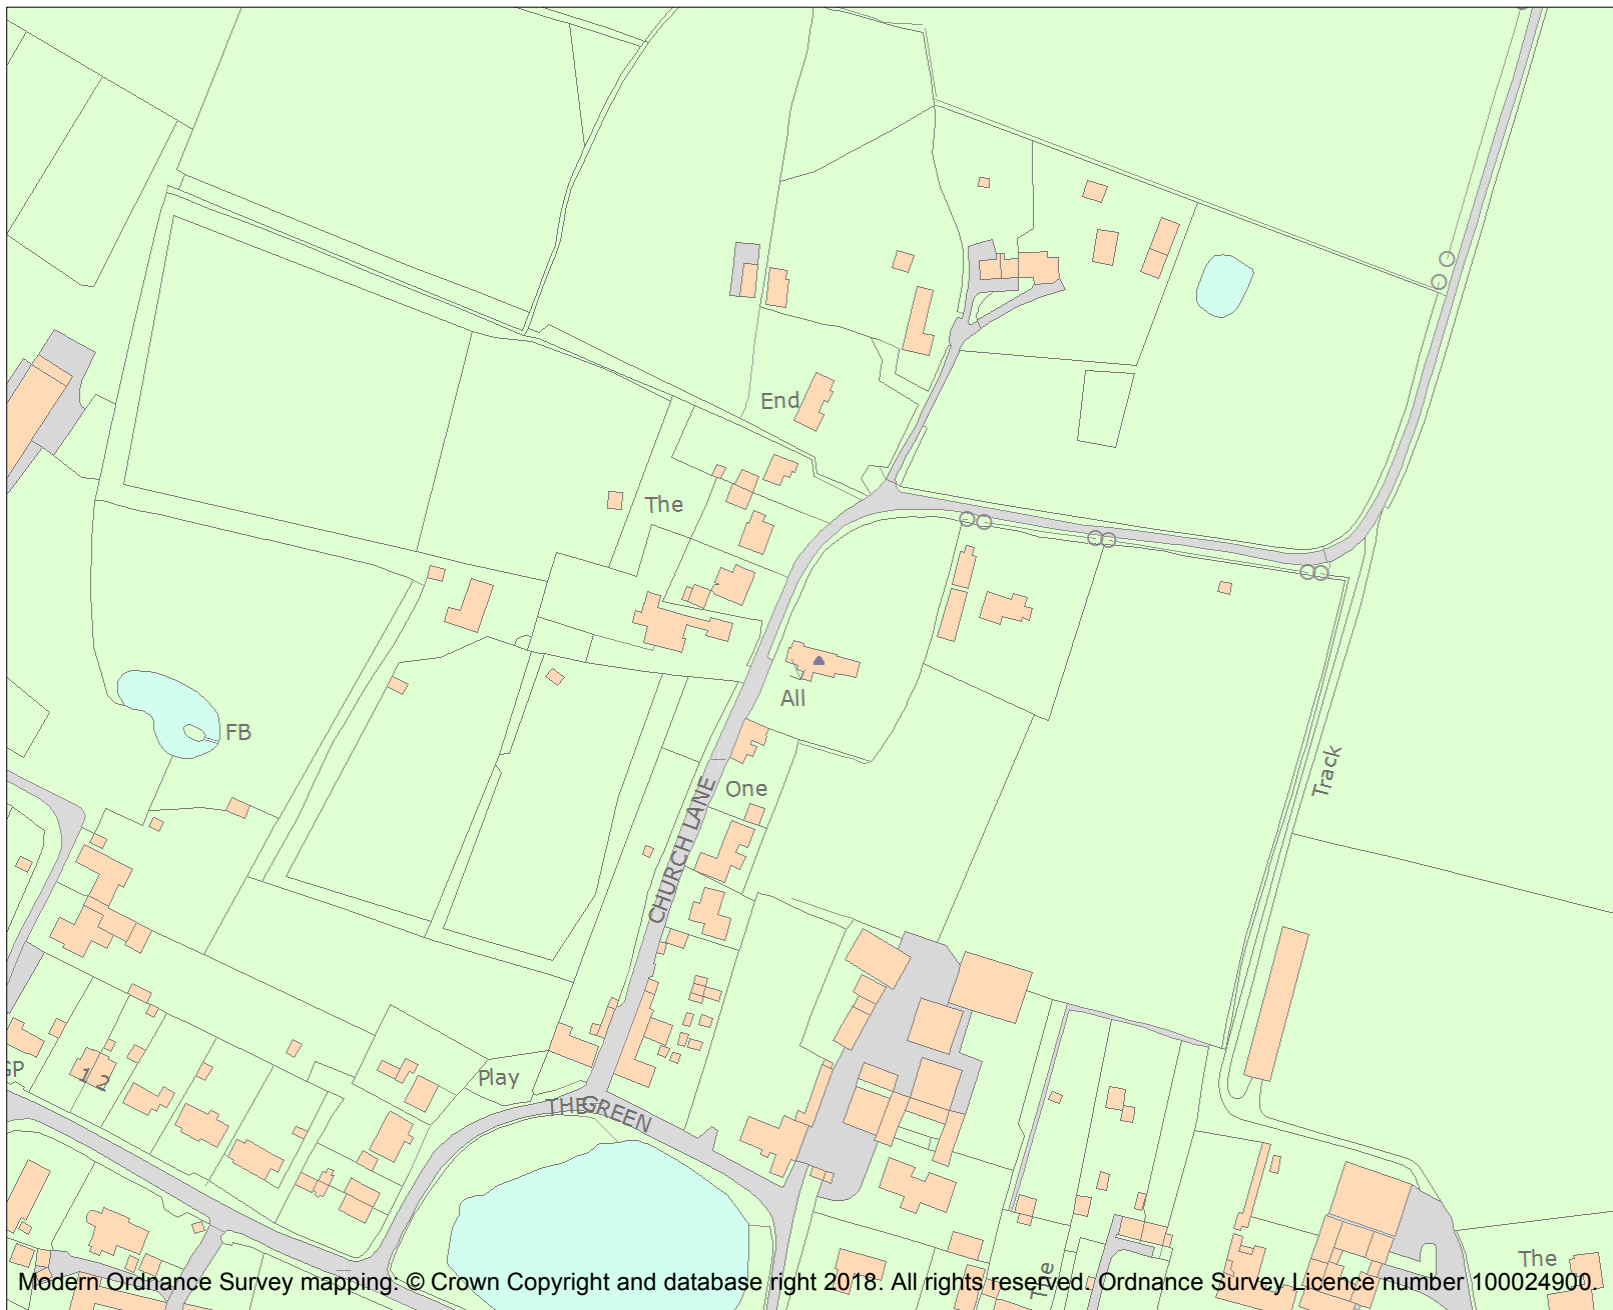 End
The
All
FB
Track
One
CHURCH LANE
1 2
Play
THE GREEN
The
The
Modern Ordnance Survey mapping: © Crown Copyright and database right 2018. All rights reserved. Ordnance Survey Licence number 100024900.